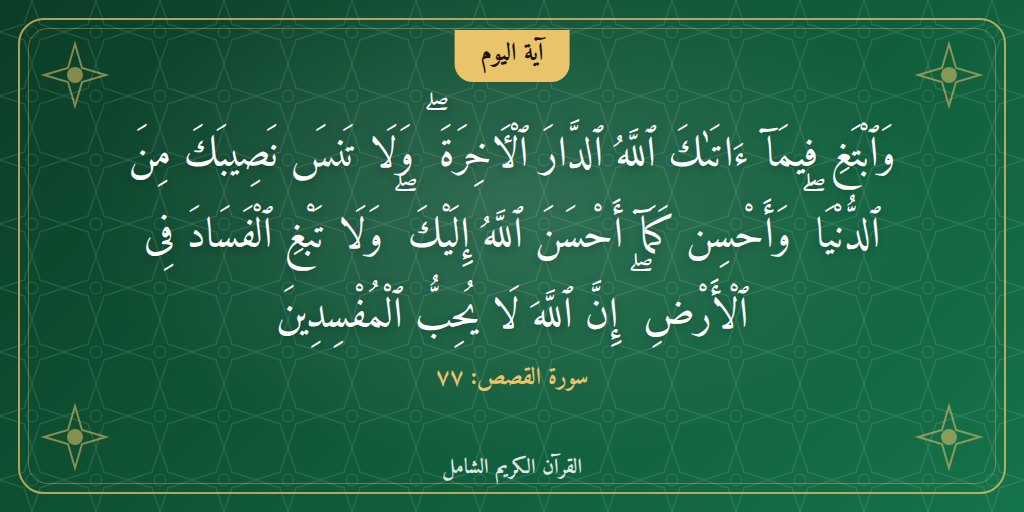 آية اليوم
وَٱبْتَغِ فِيمَآ ءَاتَىٰكَ ٱللَّهُ ٱلدَّارَ ٱلْـَٔاخِرَةَ ۖ وَلَا تَنسَ نَصِيبَكَ مِنَ
ٱلدُّنْيَا ۖ وَأَحْسِن كَمَآ أَحْسَنَ ٱللَّهُ إِلَيْكَ ۖ وَلَا تَبْغِ ٱلْفَسَادَ فِى
ٱلْأَرْضِ ۖ إِنَّ ٱللَّهَ لَا يُحِبُّ ٱلْمُفْسِدِينَ
سورة القصص: ٧٧
القرآن الكريم الشامل